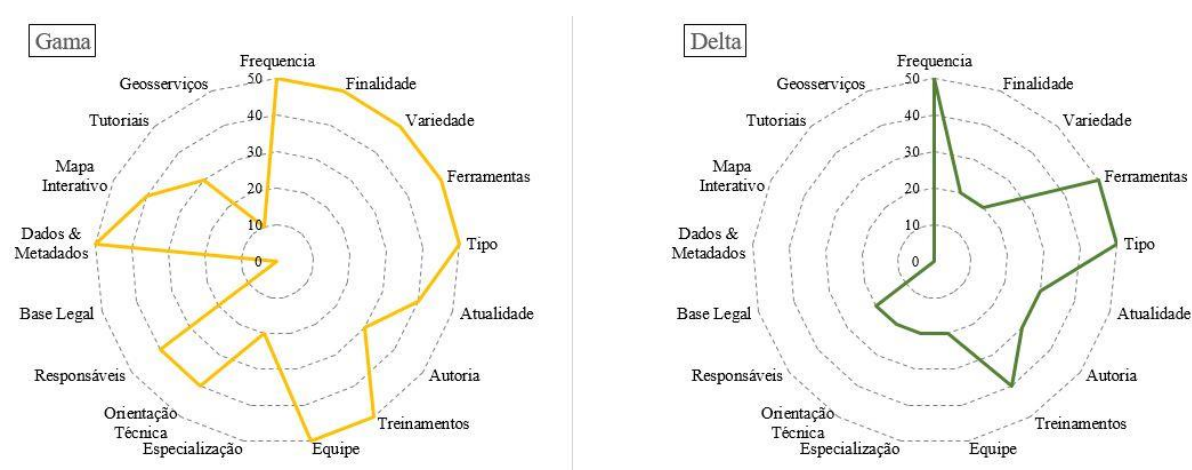 Gama
Frequencia
Finalidade
Variedade
Ferramentas
Tipo
Atualidade
Autoria
Treinamentos
Equipe
Especialização
Orientação
Técnica
Responsáveis
Base Legal
Dados &
Metadados
Mapa
Interativo
Tutoriais
Geosserviços
50
40
30
20
10
0
Delta
Frequencia
Finalidade
Variedade
Ferramentas
Tipo
Atualidade
Autoria
Treinamentos
Equipe
Especialização
Orientação
Técnica
Responsáveis
Base Legal
Dados &
Metadados
Mapa
Interativo
Tutoriais
Geosserviços
50
40
30
20
10
0